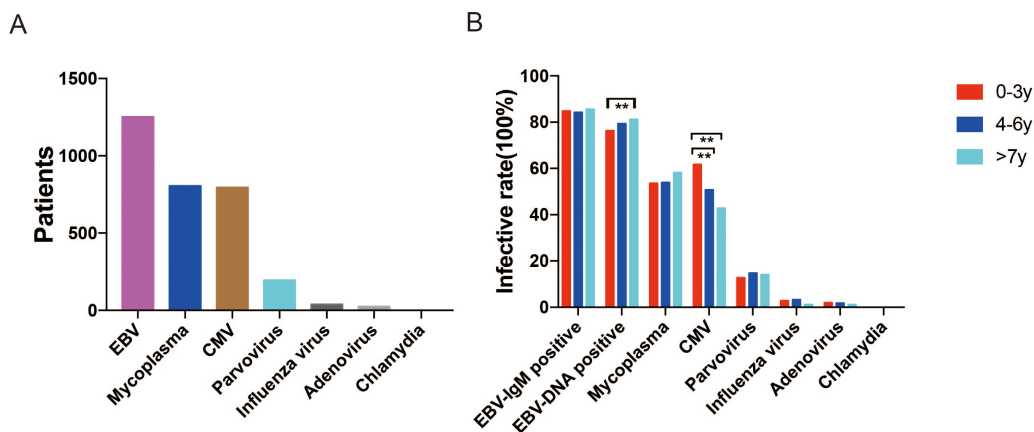 A
Patients
1500
1000
500
0
EBV
Mycoplasma
CMV
Parvovirus
Influenza virus
Adenovirus
Chlamydia
B
Infective rate(100%)
100
80
60
40
20
0
**
**
**
EBV-IgM positive
EBV-DNA positive
Mycoplasma
CMV
Parvovirus
Influenza virus
Adenovirus
Chlamydia
0-3y
4-6y
>7y